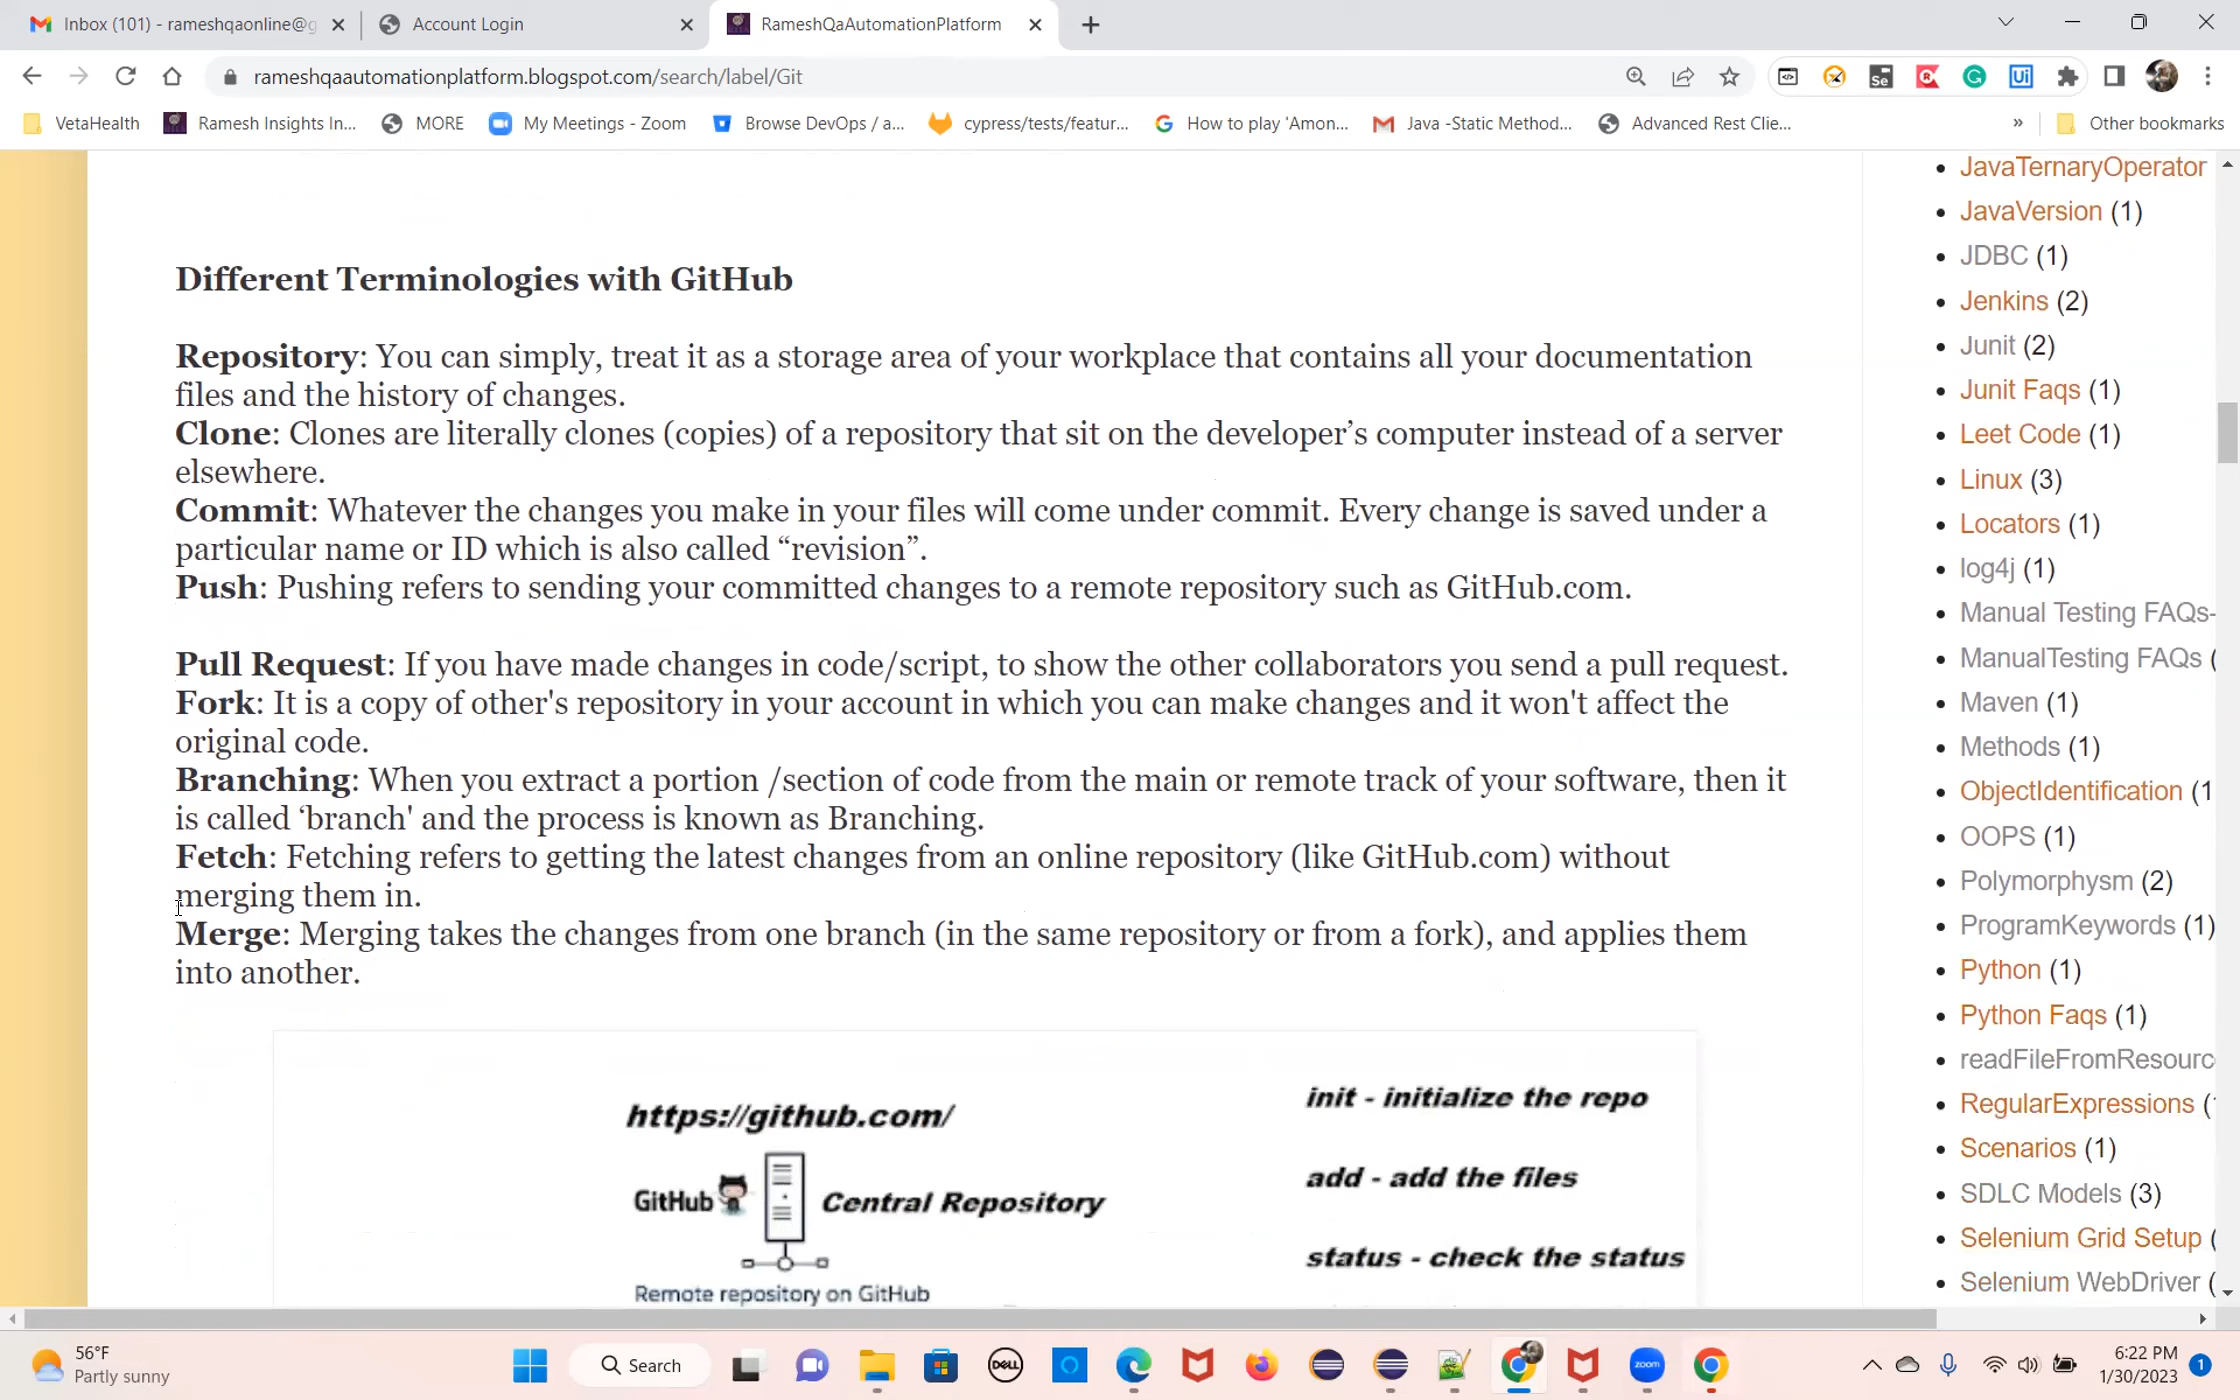 Inbox (101) - rameshqaonline@g
Account Login
RameshQaAutomationPlatform
rameshqaautomationplatform.blogspot.com/search/label/Git
VetaHealth
Ramesh Insights In...
MORE
My Meetings - Zoom
Browse DevOps / a...
cypress/tests/featur...
How to play 'Amon...
Java -Static Method...
Advanced Rest Clie...
»
Other bookmarks
Different Terminologies with GitHub
Repository: You can simply, treat it as a storage area of your workplace that contains all your documentation
files and the history of changes.
Clone: Clones are literally clones (copies) of a repository that sit on the developer’s computer instead of a server
elsewhere.
Commit: Whatever the changes you make in your files will come under commit. Every change is saved under a
particular name or ID which is also called “revision”.
Push: Pushing refers to sending your committed changes to a remote repository such as GitHub.com.
Pull Request: If you have made changes in code/script, to show the other collaborators you send a pull request.
Fork: It is a copy of other's repository in your account in which you can make changes and it won't affect the
original code.
Branching: When you extract a portion /section of code from the main or remote track of your software, then it
is called ‘branch' and the process is known as Branching.
Fetch: Fetching refers to getting the latest changes from an online repository (like GitHub.com) without
merging them in.
Merge: Merging takes the changes from one branch (in the same repository or from a fork), and applies them
into another.
https://github.com/
GitHub
Central Repository
Remote repository on GitHub
init - initialize the repo
add - add the files
status - check the status
JavaTernaryOperator
JavaVersion (1)
JDBC (1)
Jenkins (2)
Junit (2)
Junit Faqs (1)
Leet Code (1)
Linux (3)
Locators (1)
log4j (1)
Manual Testing FAQs-
ManualTesting FAQs (
Maven (1)
Methods (1)
ObjectIdentification (1
OOPS (1)
Polymorphysm (2)
ProgramKeywords (1)
Python (1)
Python Faqs (1)
readFileFromResourc
RegularExpressions (
Scenarios (1)
SDLC Models (3)
Selenium Grid Setup (
Selenium WebDriver (
56°F
Partly sunny
Search
DELL
zoom
6:22 PM
1/30/2023
1